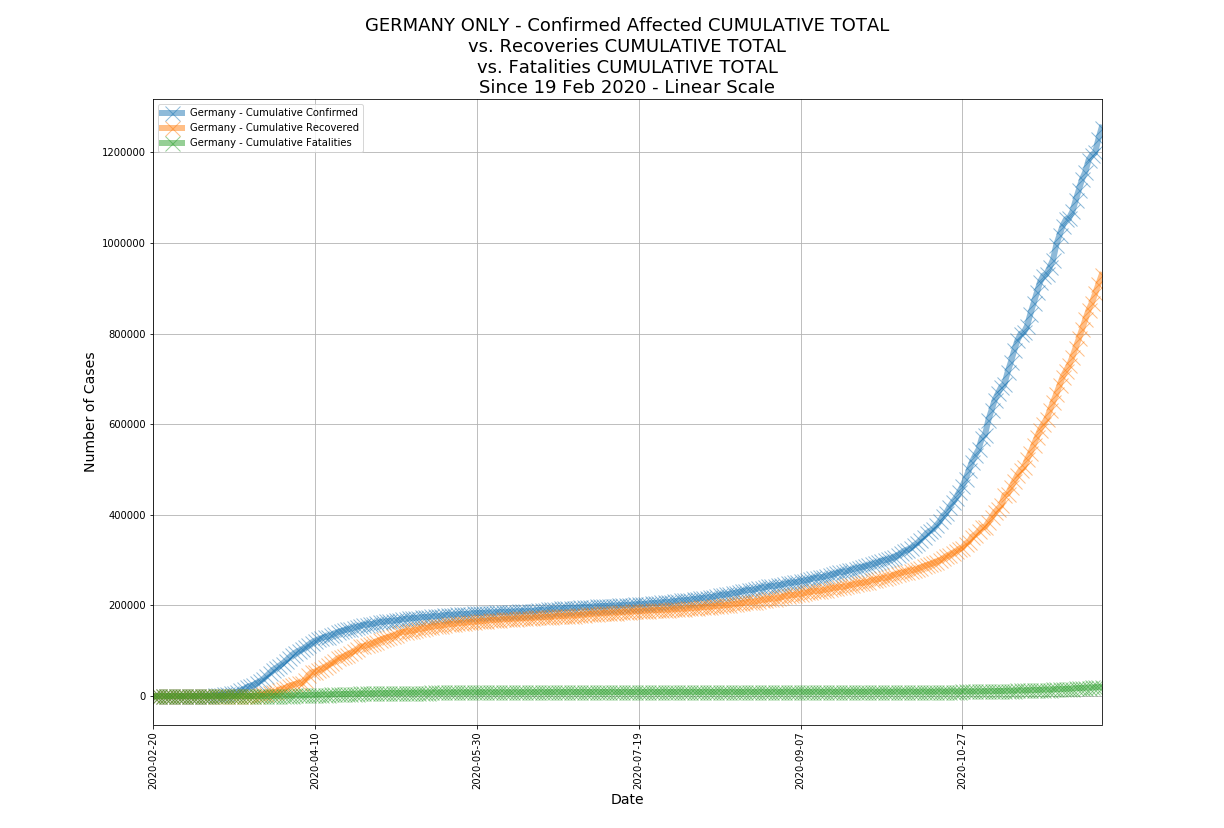 GERMANY ONLY - Confirmed Affected CUMULATIVE TOTAL
vs. Recoveries CUMULATIVE TOTAL
vs. Fatalities CUMULATIVE TOTAL
Since 19 Feb 2020 - Linear Scale
Germany - Cumulative Confirmed
Germany - Cumulative Recovered
Germany - Cumulative Fatalities
Number of Cases
1200000
1000000
800000
600000
400000
200000
0
2020-02-20
2020-04-10
2020-05-30
2020-07-19
2020-09-07
2020-10-27
Date